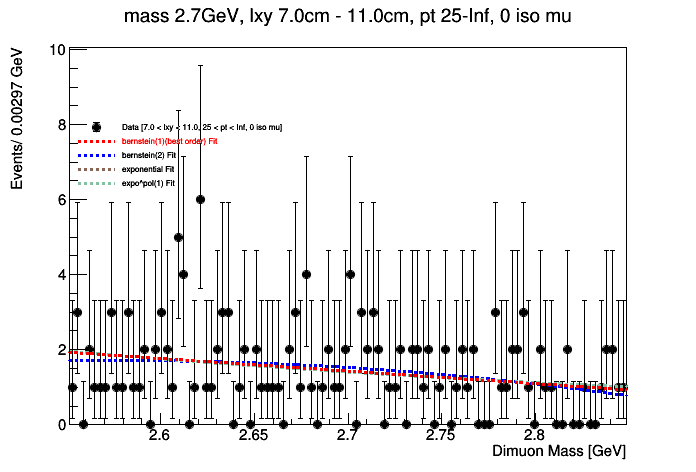 mass 2.7GeV, lxy 7.0cm - 11.0cm, pt 25-Inf, 0 iso mu
Events/ 0.00297 GeV
10
8
6
4
2
0
Data [7.0 < lxy < 11.0, 25 < pt < Inf, 0 iso mu]
bernstein(1)(best order) Fit
bernstein(2) Fit
exponential Fit
expo*pol(1) Fit
2.6
2.65
2.7
2.75
2.8
Dimuon Mass [GeV]